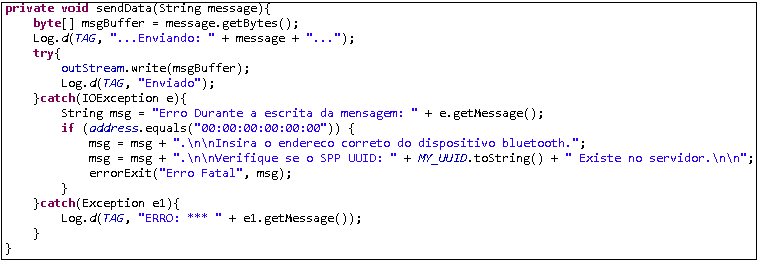 private void sendData(String message){
    byte[] msgBuffer = message.getBytes();
    Log.d(TAG, "...Enviando: " + message + "...");
    try{
        outStream.write(msgBuffer);
        Log.d(TAG, "Enviado");
    }catch(IOException e){
        String msg = "Erro Durante a escrita da mensagem: " + e.getMessage();
        if (address.equals("00:00:00:00:00:00")) {
            msg = msg + ".\n\nInsira o endereco correto do dispositivo bluetooth.";
            msg = msg + ".\n\nVerifique se o SPP UUID: " + MY_UUID.toString() + " Existe no servidor.\n\n";
            errorExit("Erro Fatal", msg);
        }
    }catch(Exception e1){
        Log.d(TAG, "ERRO: *** " + e1.getMessage());
    }
}